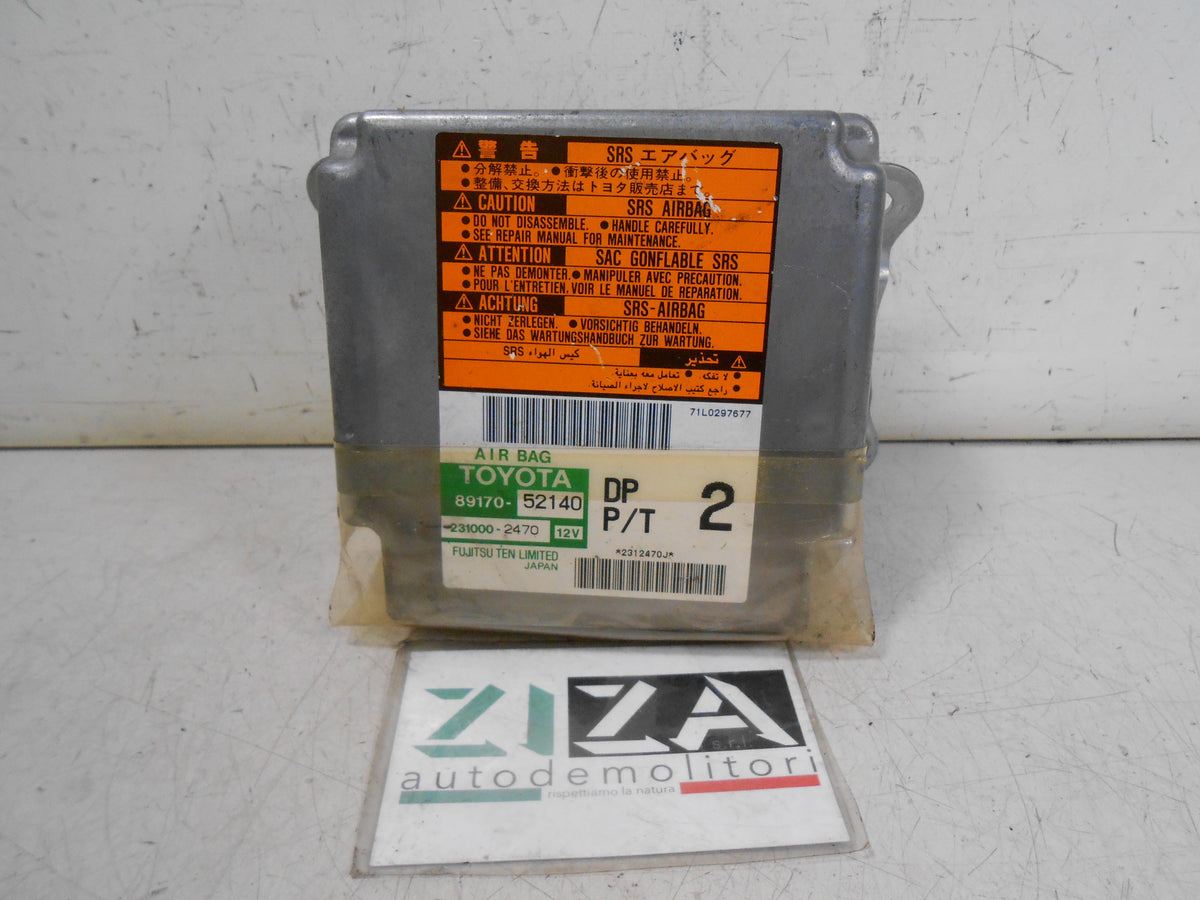 警告 SRS エアバッグ
●分解禁止。●衝撃後の使用禁止。
●整備、交換方法はトヨタ販売店まで。
CAUTION SRS AIRBAG
●DO NOT DISASSEMBLE. ●HANDLE CAREFULLY.
●SEE REPAIR MANUAL FOR MAINTENANCE.
ATTENTION SAC GONFLABLE SRS
●NE PAS DEMONTER. ●MANIPULER AVEC PRECAUTION.
●POUR L'ENTRETIEN, VOIR LE MANUEL DE REPARATION.
ACHTUNG SRS-AIRBAG
●NICHT ZERLEGEN. ●VORSICHTIG BEHANDELN.
●SIEHE DAS WARTUNGSHANDBUCH ZUR WARTUNG.
تحذير كيس الهواء SRS
● لا تفكه ● تعامل معه بعناية.
● راجع كتيب الاصلاح لاجراء الصيانة.
71L0297677
AIR BAG
TOYOTA
89170-52140
231000-2470 12V
DP
P/T
2
FUJITSU TEN LIMITED
JAPAN
*2312470J*
ZIZA
s.r.l.
autodemolitori
rispettiamo la natura